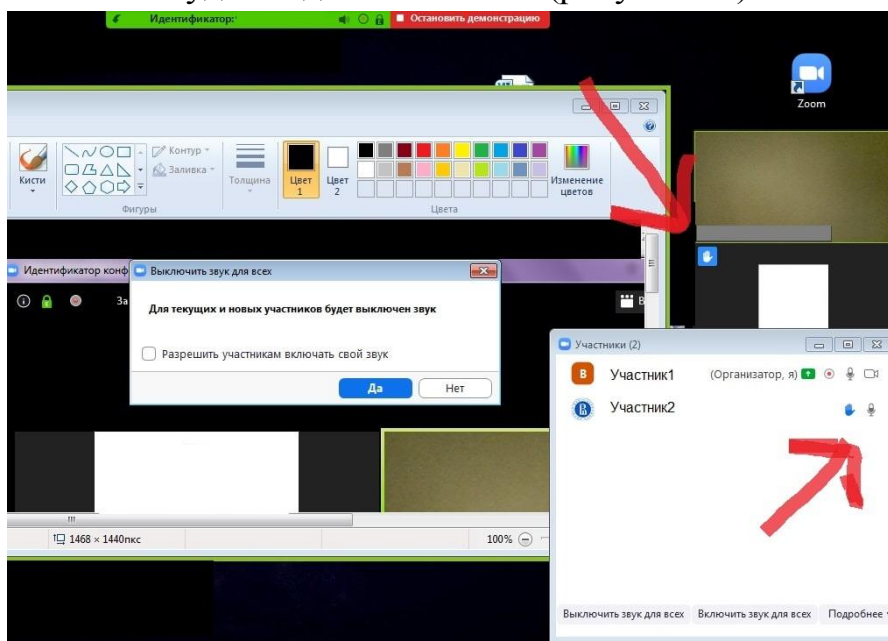 Идентификатор:
Остановить демонстрацию
Zoom
Кисти
Контур
Заливка
Фигуры
Толщина
Цвет 1
Цвет 2
Изменение цветов
Цвета
Идентификатор конф
Выключить звук для всех
За
В
Для текущих и новых участников будет выключен звук
Разрешить участникам включать свой звук
Да
Нет
Участники (2)
В Участник1 (Организатор, я)
Участник2
1468 × 1440пкс
100%
Выключить звук для всех Включить звук для всех Подробнее